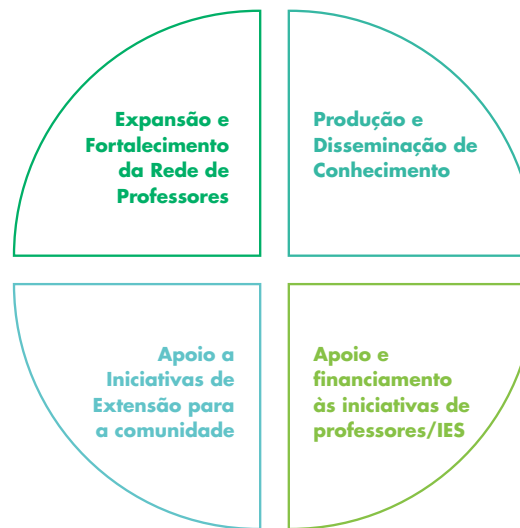 Expansão e
Fortalecimento
da Rede de
Professores
Produção e
Disseminação de
Conhecimento
Apoio a
Iniciativas de
Extensão para
a comunidade
Apoio e
financiamento
às iniciativas de
professores/IES